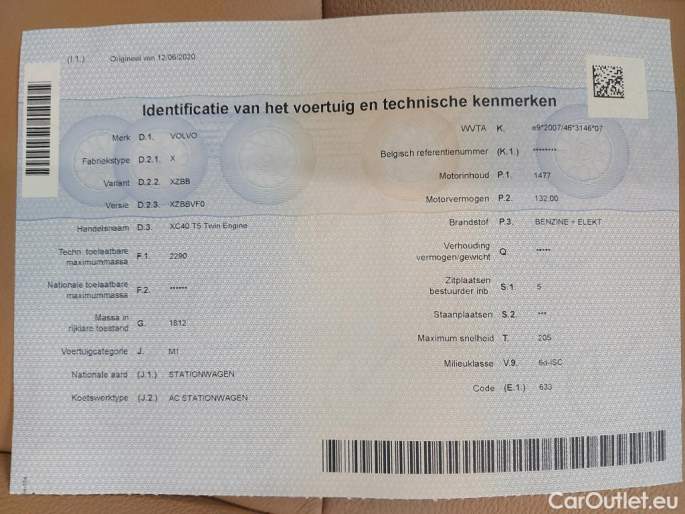 (I.1.) Origineel van 12/06/2020
Identificatie van het voertuig en technische kenmerken
Merk D.1. VOLVO
Fabriekstype D.2.1. X
Variant D.2.2. XZBB
Versie D.2.3. XZBBVF0
Handelsnaam D.3. XC40 T5 Twin Engine
Techn. toelaatbare
maximummassa F.1. 2290
Nationale toelaatbare
maximummassa F.2. ******
Massa in
rijklare toestand G. 1812
Voertuigcategorie J. M1
Nationale aard (J.1.) STATIONWAGEN
Koetswerktype (J.2.) AC STATIONWAGEN
WVTA K. e9*2007/46*3146*07
Belgisch referentienummer (K.1.) ********
Motorinhoud P.1. 1477
Motorvermogen P.2. 132.00
Brandstof P.3. BENZINE + ELEKT
Verhouding
vermogen/gewicht Q. *****
Zitplaatsen
bestuurder inb. S.1. 5
Staanplaatsen S.2. ***
Maximum snelheid T. 205
Milieuklasse V.9. 6d-ISC
Code (E.1.) 633
CarOutlet.eu